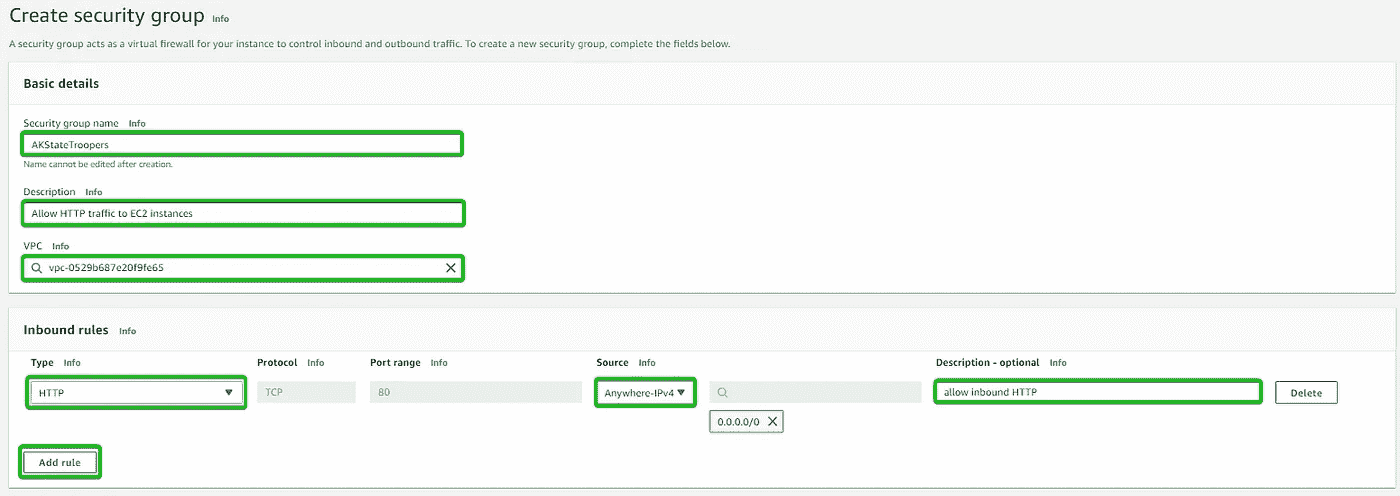 Create security group Info
A security group acts as a virtual firewall for your instance to control inbound and outbound traffic. To create a new security group, complete the fields below.
Basic details
Security group name Info
AKStateTroopers
Name cannot be edited after creation.
Description Info
Allow HTTP traffic to EC2 instances
VPC Info
vpc-0529b687e20f9fe65
Inbound rules Info
Type Info Protocol Info Port range Info Source Info Description - optional Info
HTTP TCP 80 Anywhere-IPv4 allow inbound HTTP Delete
0.0.0.0/0
Add rule